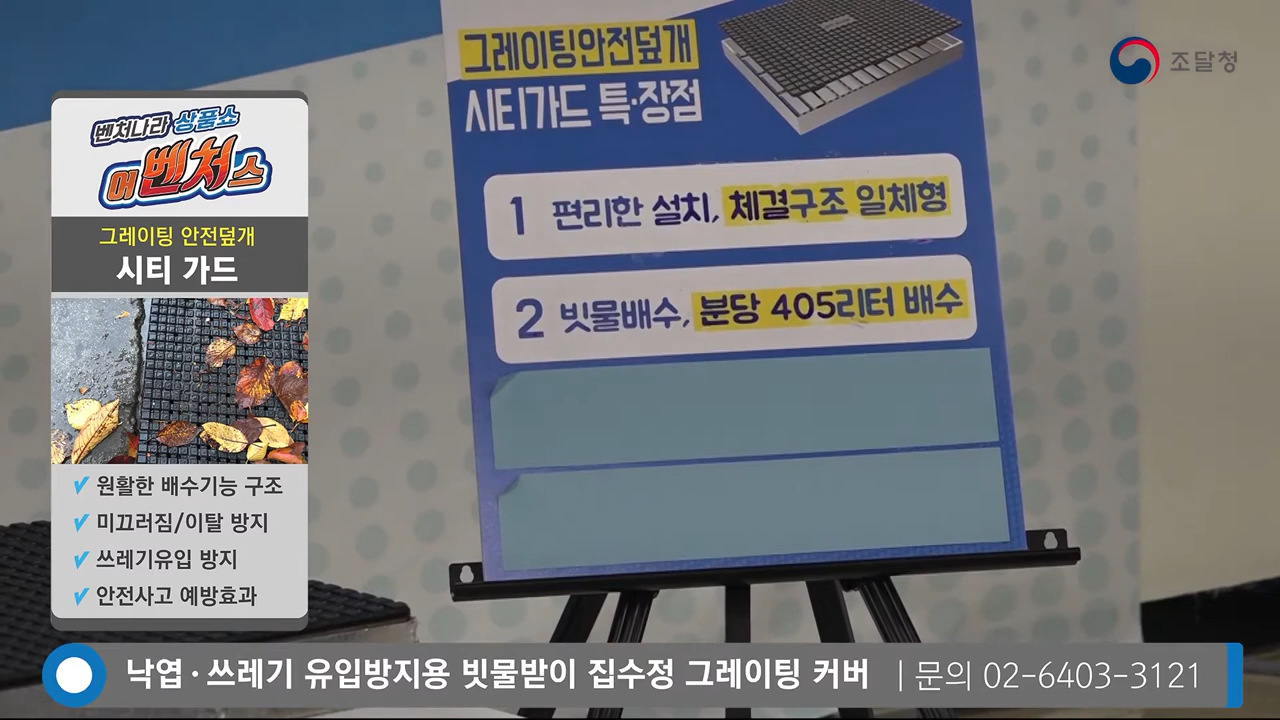 그레이팅안전덮개
시티가드 특·장점
1 편리한 설치, 체결구조 일체형
2 빗물배수, 분당 405리터 배수
조달청
벤처나라 상품쇼
어벤처스
그레이팅 안전덮개
시티 가드
원활한 배수기능 구조
미끄러짐/이탈 방지
쓰레기유입 방지
안전사고 예방효과
낙엽·쓰레기 유입방지용 빗물받이 집수정 그레이팅 커버 | 문의 02-6403-3121